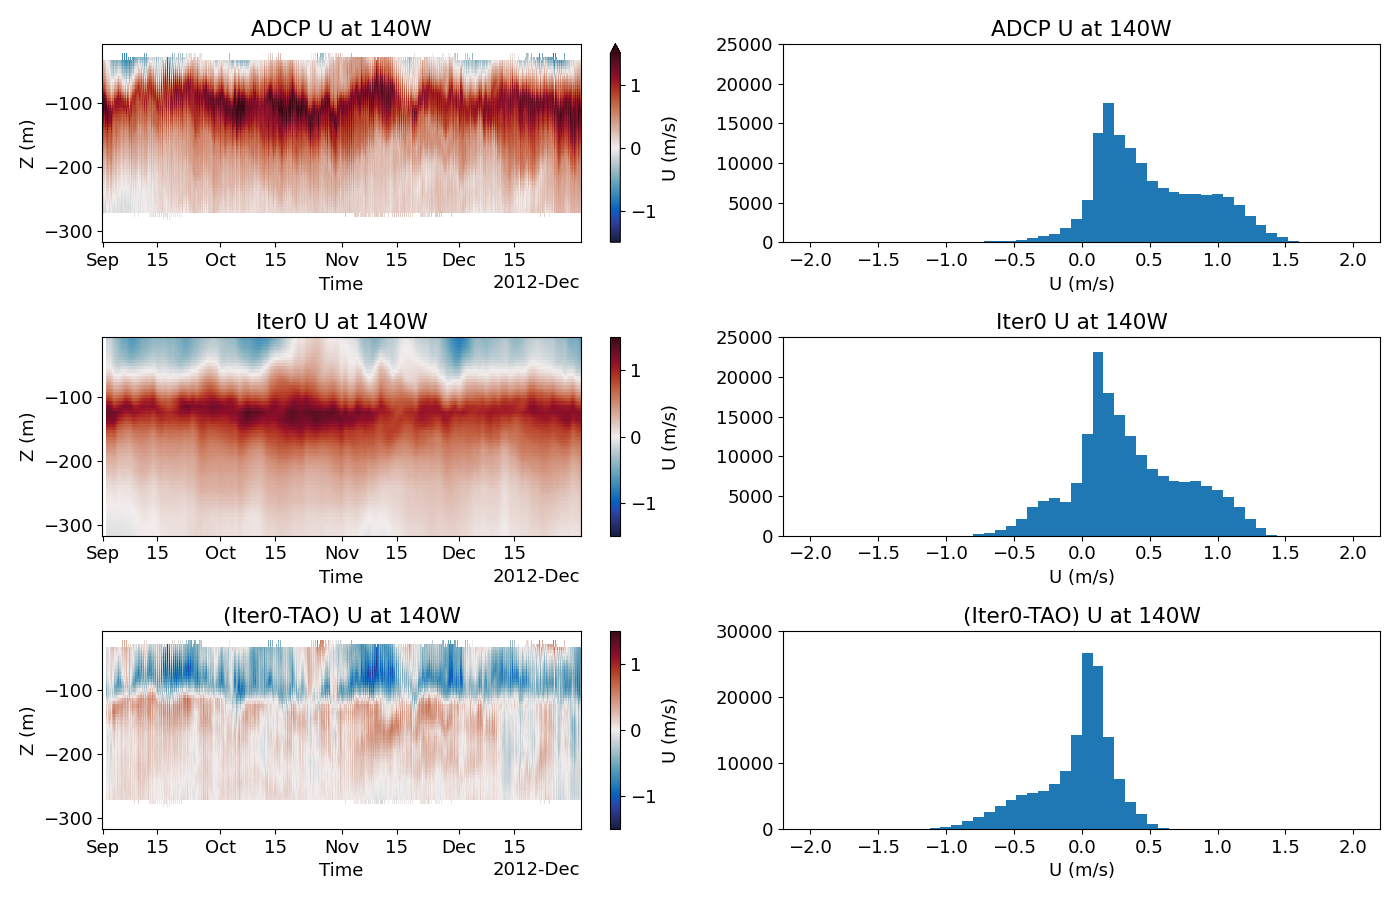 ADCP U at 140W
−100
−200
−300
Z (m)
Sep 15 Oct 15 Nov 15 Dec 15
Time
2012-Dec
1
0
−1
U (m/s)
ADCP U at 140W
25000
20000
15000
10000
5000
0
−2.0 −1.5 −1.0 −0.5 0.0 0.5 1.0 1.5 2.0
U (m/s)
Iter0 U at 140W
−100
−200
−300
Z (m)
Sep 15 Oct 15 Nov 15 Dec 15
Time
2012-Dec
1
0
−1
U (m/s)
Iter0 U at 140W
25000
20000
15000
10000
5000
0
−2.0 −1.5 −1.0 −0.5 0.0 0.5 1.0 1.5 2.0
U (m/s)
(Iter0-TAO) U at 140W
−100
−200
−300
Z (m)
Sep 15 Oct 15 Nov 15 Dec 15
Time
2012-Dec
1
0
−1
U (m/s)
(Iter0-TAO) U at 140W
30000
20000
10000
0
−2.0 −1.5 −1.0 −0.5 0.0 0.5 1.0 1.5 2.0
U (m/s)